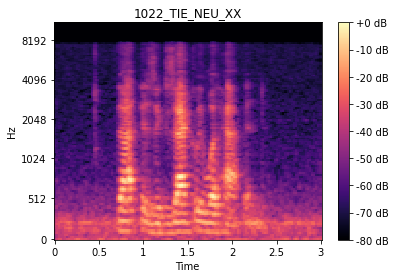 1022_TIE_NEU_XX
Hz
8192
4096
2048
1024
512
0
0 0.5 1 1.5 2 2.5 3
Time
+0 dB
-10 dB
-20 dB
-30 dB
-40 dB
-50 dB
-60 dB
-70 dB
-80 dB